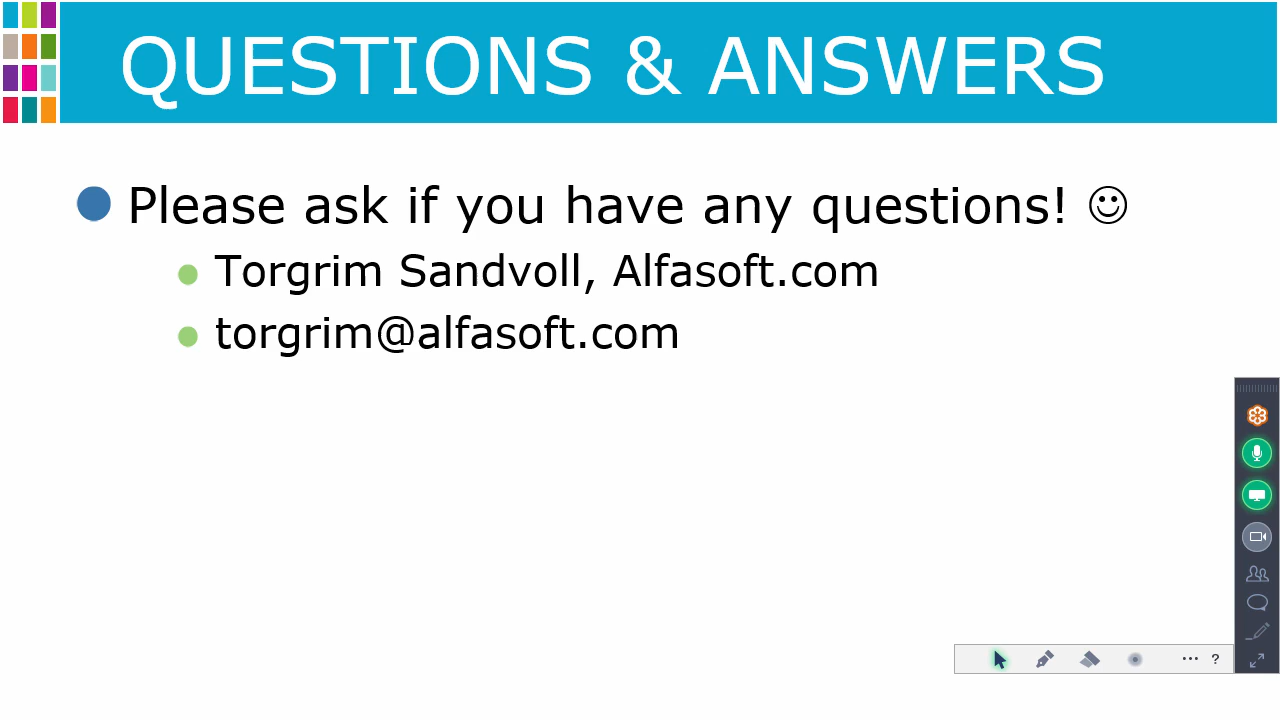 QUESTIONS & ANSWERS
Please ask if you have any questions! ☺
Torgrim Sandvoll, Alfasoft.com
torgrim@alfasoft.com
... ?